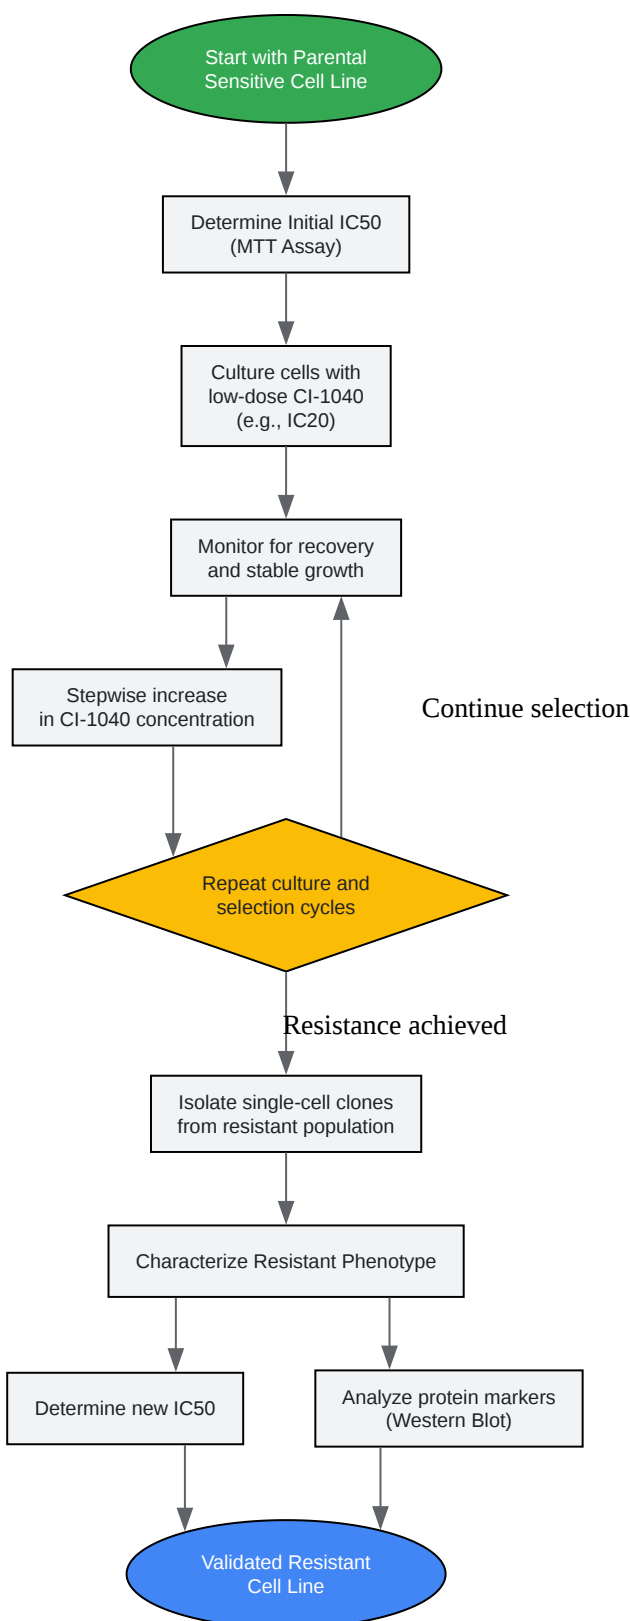 Start with Parental
Sensitive Cell Line
Determine Initial IC50
(MTT Assay)
Culture cells with
low-dose CI-1040
(e.g., IC20)
Monitor for recovery
and stable growth
Stepwise increase
in CI-1040 concentration
Continue selection
Repeat culture and
selection cycles
Resistance achieved
Isolate single-cell clones
from resistant population
Characterize Resistant Phenotype
Determine new IC50
Analyze protein markers
(Western Blot)
Validated Resistant
Cell Line